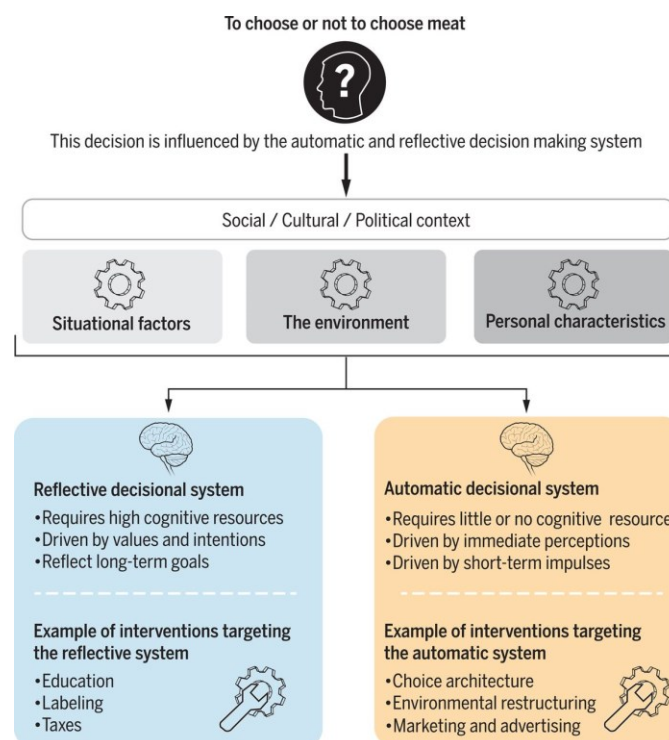 To choose or not to choose meat
?
This decision is influenced by the automatic and reflective decision making system
Social / Cultural / Political context
Situational factors
The environment
Personal characteristics
Reflective decisional system
•Requires high cognitive resources
•Driven by values and intentions
•Reflect long-term goals
Example of interventions targeting
the reflective system
•Education
•Labeling
•Taxes
Automatic decisional system
•Requires little or no cognitive resource
•Driven by immediate perceptions
•Driven by short-term impulses
Example of interventions targeting
the automatic system
•Choice architecture
•Environmental restructuring
•Marketing and advertising